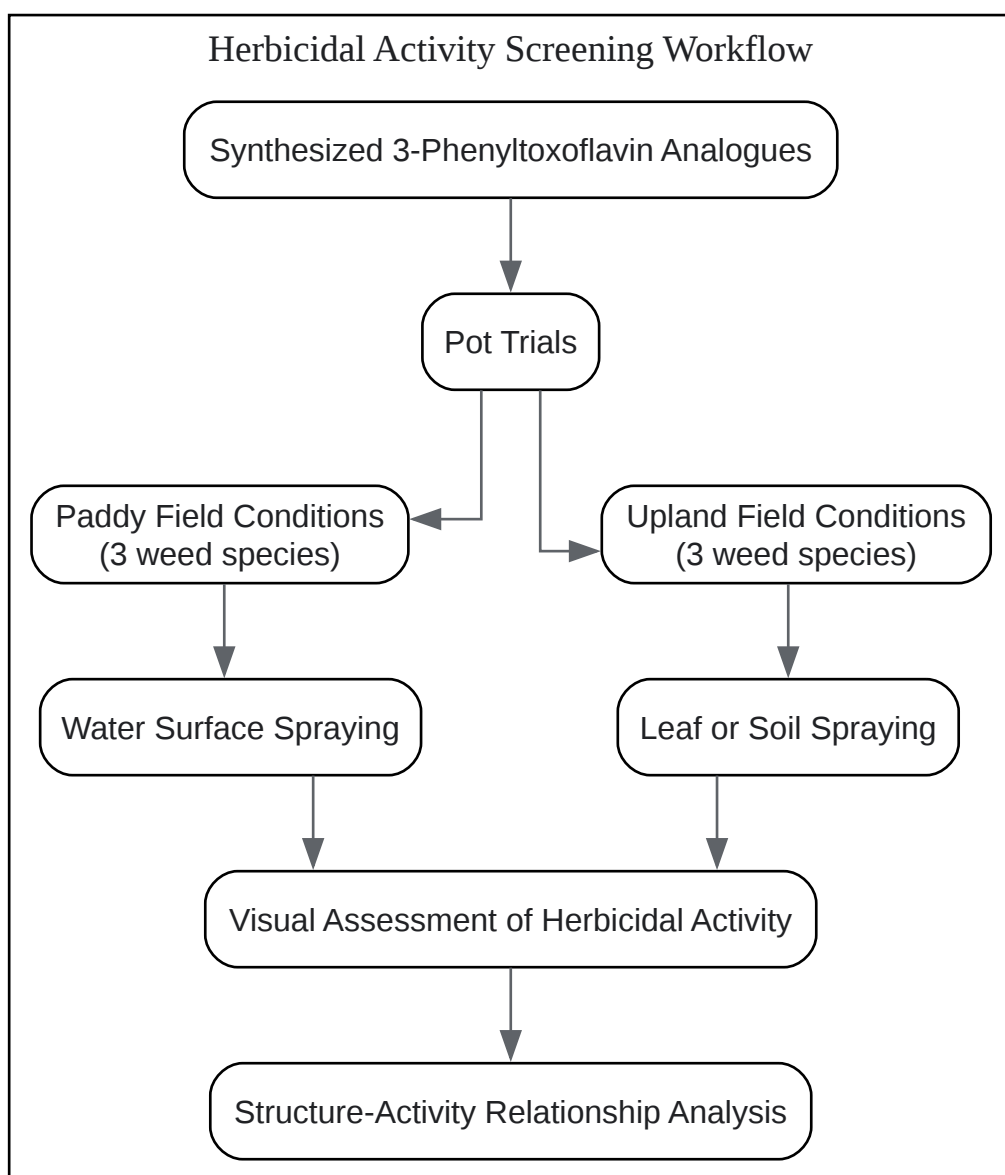 Herbicidal Activity Screening Workflow
Synthesized 3-Phenyltoxoflavin Analogues
Pot Trials
Paddy Field Conditions
(3 weed species)
Upland Field Conditions
(3 weed species)
Water Surface Spraying
Leaf or Soil Spraying
Visual Assessment of Herbicidal Activity
Structure-Activity Relationship Analysis